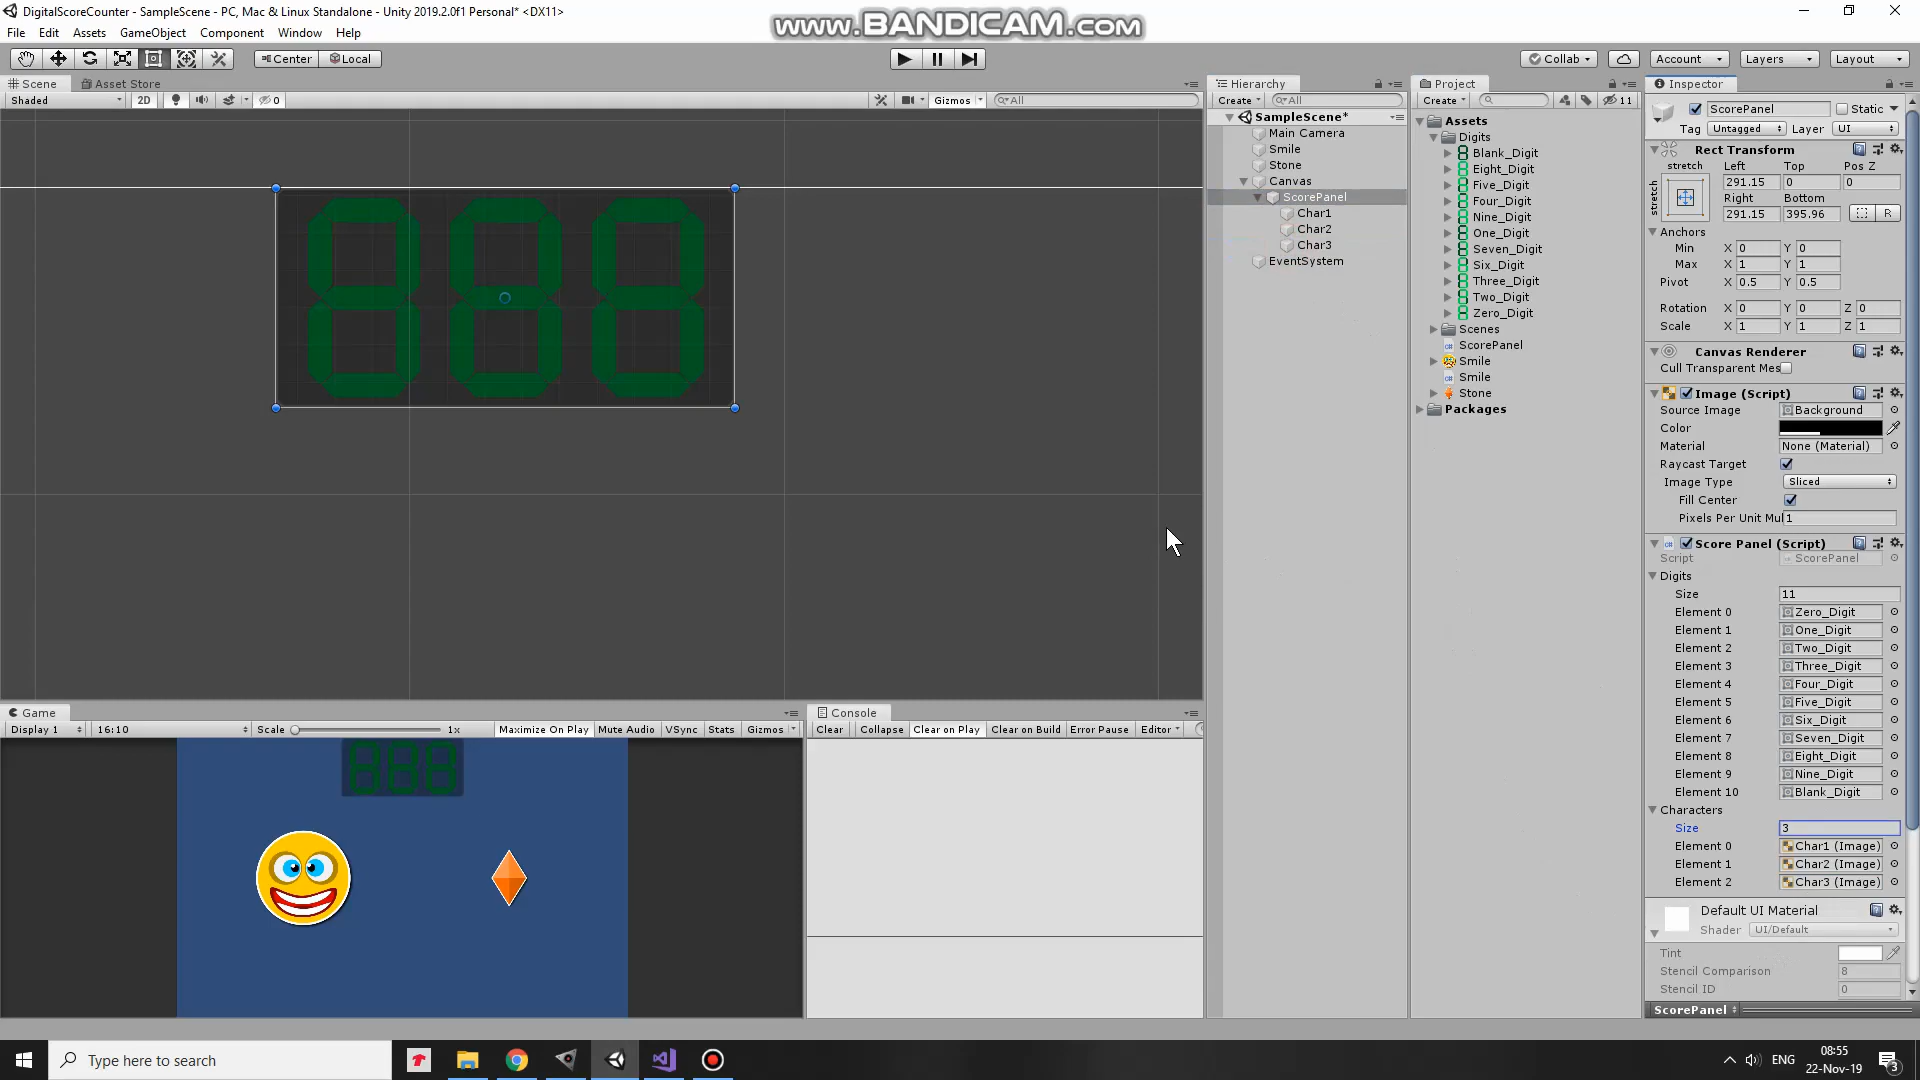 DigitalScoreCounter - SampleScene - PC, Mac & Linux Standalone - Unity 2019.2.0f1 Personal* <DX11>
www.BANDICAM.com
File Edit Assets GameObject Component Window Help
Center Local Collab Account Layers Layout
Scene Asset Store
Shaded 2D 0 Gizmos All
Hierarchy
Create All
SampleScene*
Main Camera
Smile
Stone
Canvas
ScorePanel
Char1
Char2
Char3
EventSystem
Project
Create 11
Assets
Digits
Blank_Digit
Eight_Digit
Five_Digit
Four_Digit
Nine_Digit
One_Digit
Seven_Digit
Six_Digit
Three_Digit
Two_Digit
Zero_Digit
Scenes
ScorePanel
Smile
Smile
Stone
Packages
Inspector
ScorePanel Static
Tag Untagged Layer UI
Rect Transform
stretch Left Top Pos Z
stretch 291.15 0 0
Right Bottom
291.15 395.96 R
Anchors
Min X 0 Y 0
Max X 1 Y 1
Pivot X 0.5 Y 0.5
Rotation X 0 Y 0 Z 0
Scale X 1 Y 1 Z 1
Canvas Renderer
Cull Transparent Mes
Image (Script)
Source Image Background
Color
Material None (Material)
Raycast Target
Image Type Sliced
Fill Center
Pixels Per Unit Mul 1
Score Panel (Script)
Script ScorePanel
Digits
Size 11
Element 0 Zero_Digit
Element 1 One_Digit
Element 2 Two_Digit
Element 3 Three_Digit
Element 4 Four_Digit
Element 5 Five_Digit
Element 6 Six_Digit
Element 7 Seven_Digit
Element 8 Eight_Digit
Element 9 Nine_Digit
Element 10 Blank_Digit
Characters
Size 3
Element 0 Char1 (Image)
Element 1 Char2 (Image)
Element 2 Char3 (Image)
Default UI Material
Shader UI/Default
Tint
Stencil Comparison 8
Stencil ID 0
ScorePanel
Game
Display 1 16:10 Scale 1x Maximize On Play Mute Audio VSync Stats Gizmos
Console
Clear Collapse Clear on Play Clear on Build Error Pause Editor
Type here to search
ENG
08:55
22-Nov-19
3